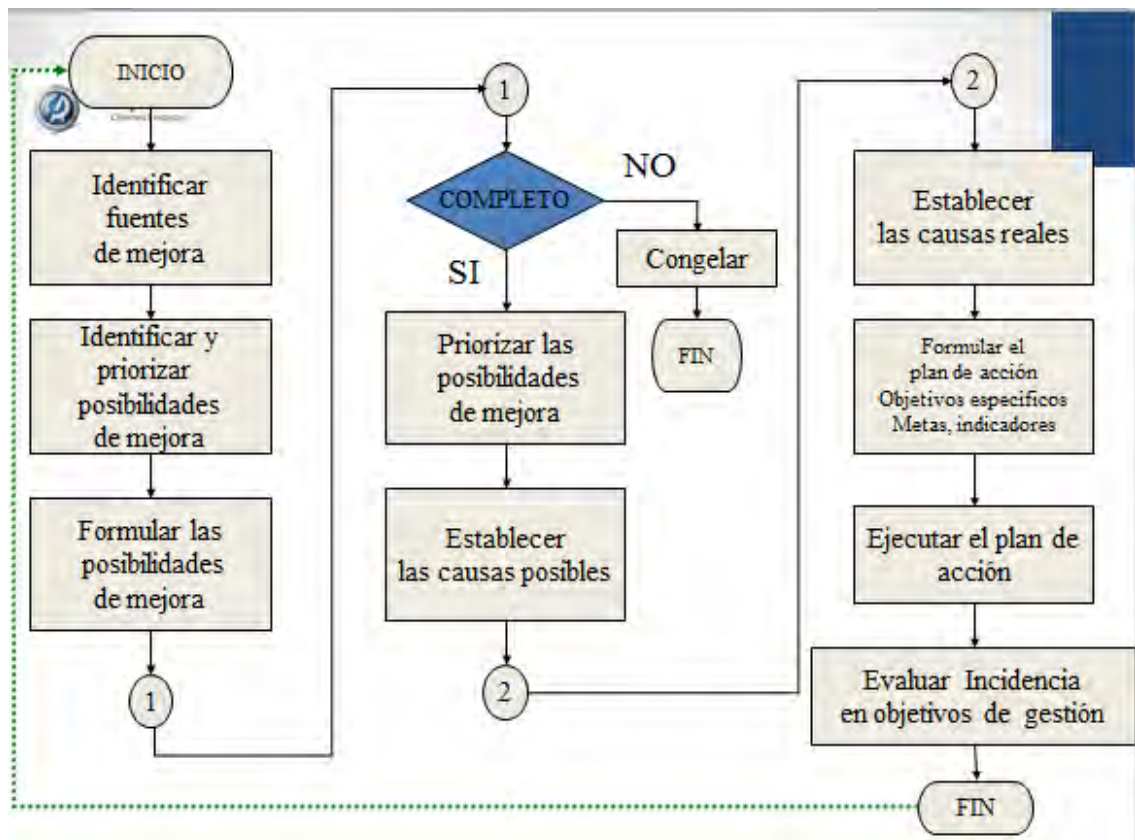 INICIO
Identificar
fuentes
de mejora
Identificar y
priorizar
posibilidades
de mejora
Formular las
posibilidades
de mejora
1
1
COMPLETO
NO
SI
Congelar
FIN
Priorizar las
posibilidades
de mejora
Establecer
las causas posibles
2
2
Establecer
las causas reales
Formular el
plan de acción
Objetivos especificos
Metas, indicadores
Ejecutar el plan de
acción
Evaluar Incidencia
en objetivos de gestión
FIN